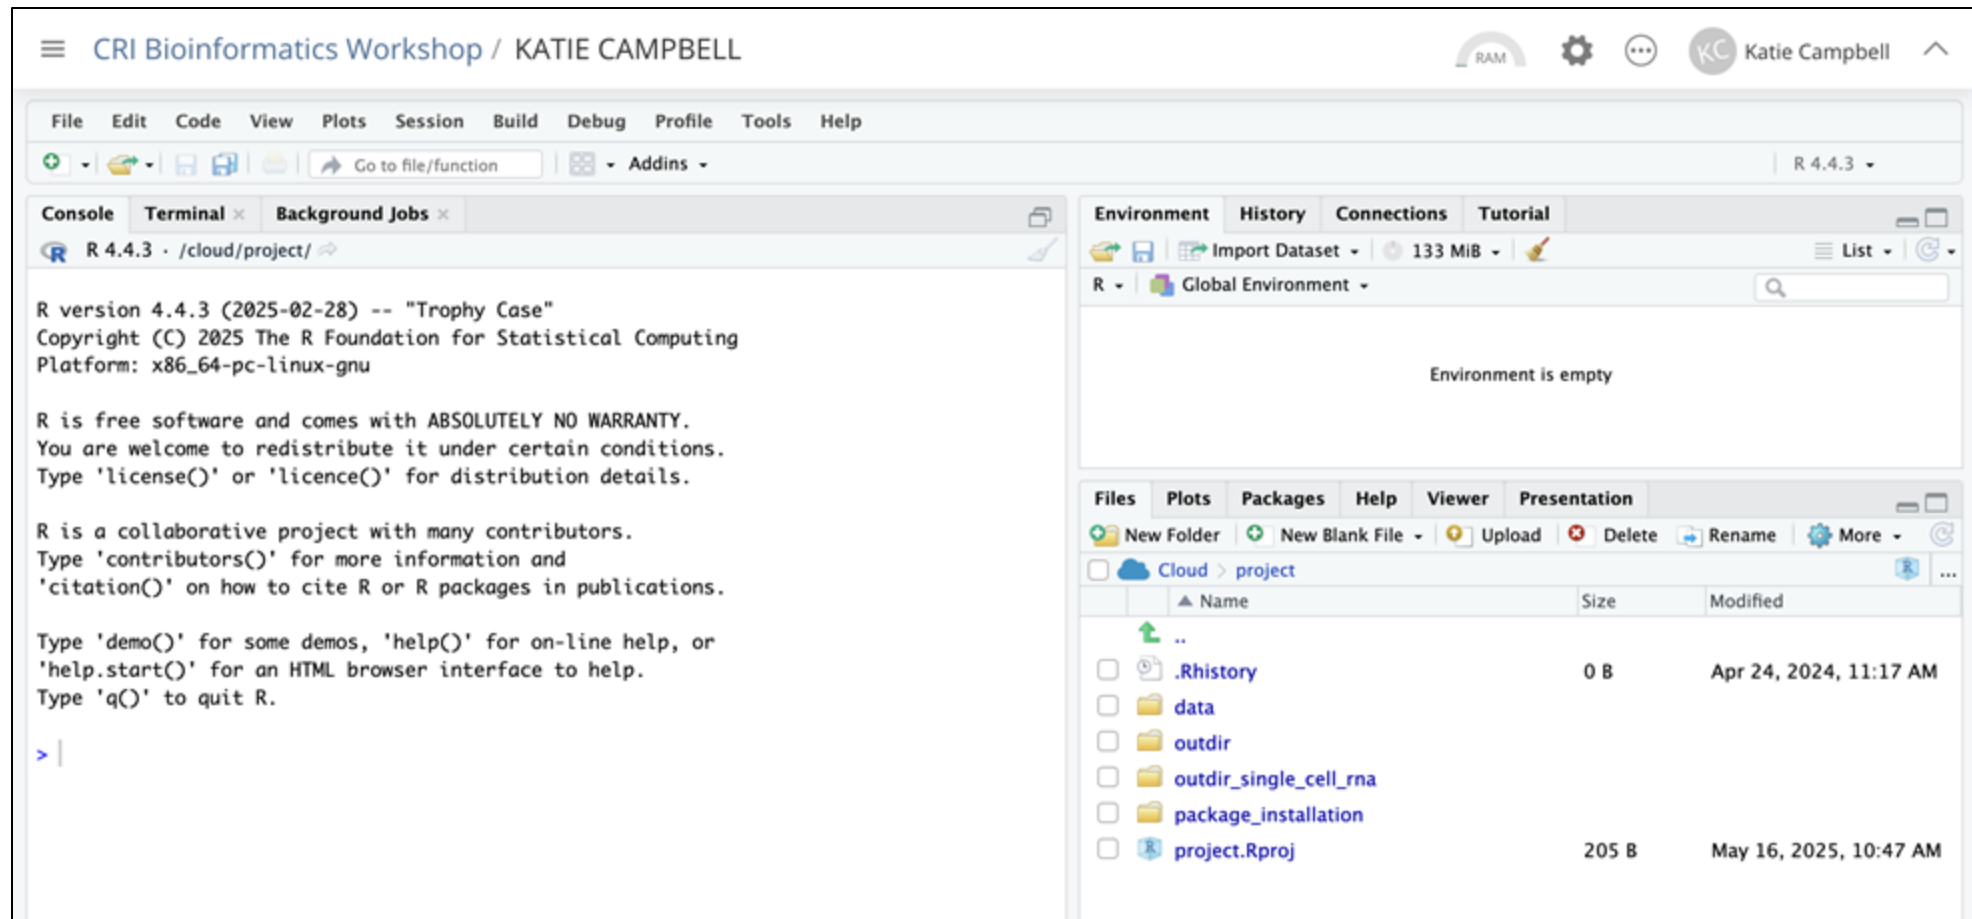 CRI Bioinformatics Workshop / KATIE CAMPBELL
RAM
KC Katie Campbell
File Edit Code View Plots Session Build Debug Profile Tools Help
Go to file/function
Addins
R 4.4.3
Console Terminal Background Jobs
R 4.4.3 · /cloud/project/
R version 4.4.3 (2025-02-28) -- "Trophy Case"
Copyright (C) 2025 The R Foundation for Statistical Computing
Platform: x86_64-pc-linux-gnu
R is free software and comes with ABSOLUTELY NO WARRANTY.
You are welcome to redistribute it under certain conditions.
Type 'license()' or 'licence()' for distribution details.
R is a collaborative project with many contributors.
Type 'contributors()' for more information and
'citation()' on how to cite R or R packages in publications.
Type 'demo()' for some demos, 'help()' for on-line help, or
'help.start()' for an HTML browser interface to help.
Type 'q()' to quit R.
>
Environment History Connections Tutorial
Import Dataset 133 MiB List
R Global Environment
Environment is empty
Files Plots Packages Help Viewer Presentation
New Folder New Blank File Upload Delete Rename More
Cloud > project R ...
Name Size Modified
..
.Rhistory 0 B Apr 24, 2024, 11:17 AM
data
outdir
outdir_single_cell_rna
package_installation
project.Rproj 205 B May 16, 2025, 10:47 AM